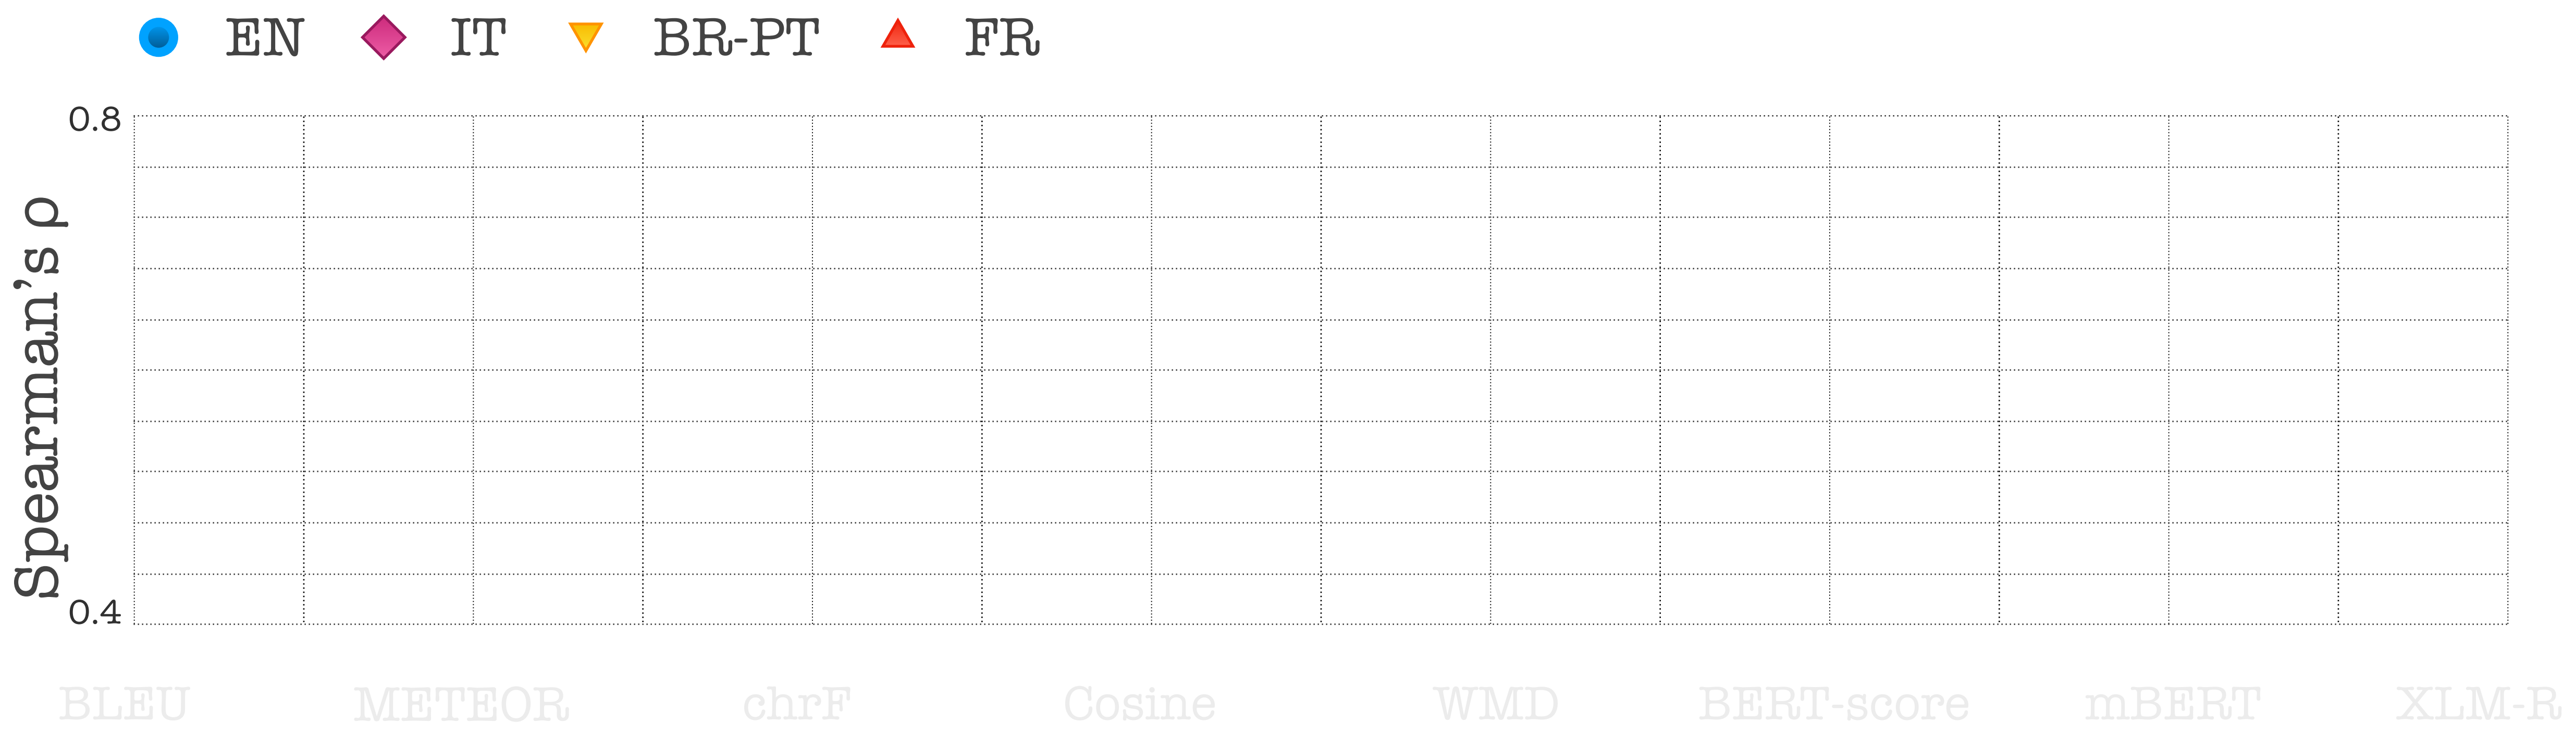 EN IT BR-PT FR
0.8
Spearman's ρ
0.4
BLEU METEOR chrF Cosine WMD BERT-score mBERT XLM-R